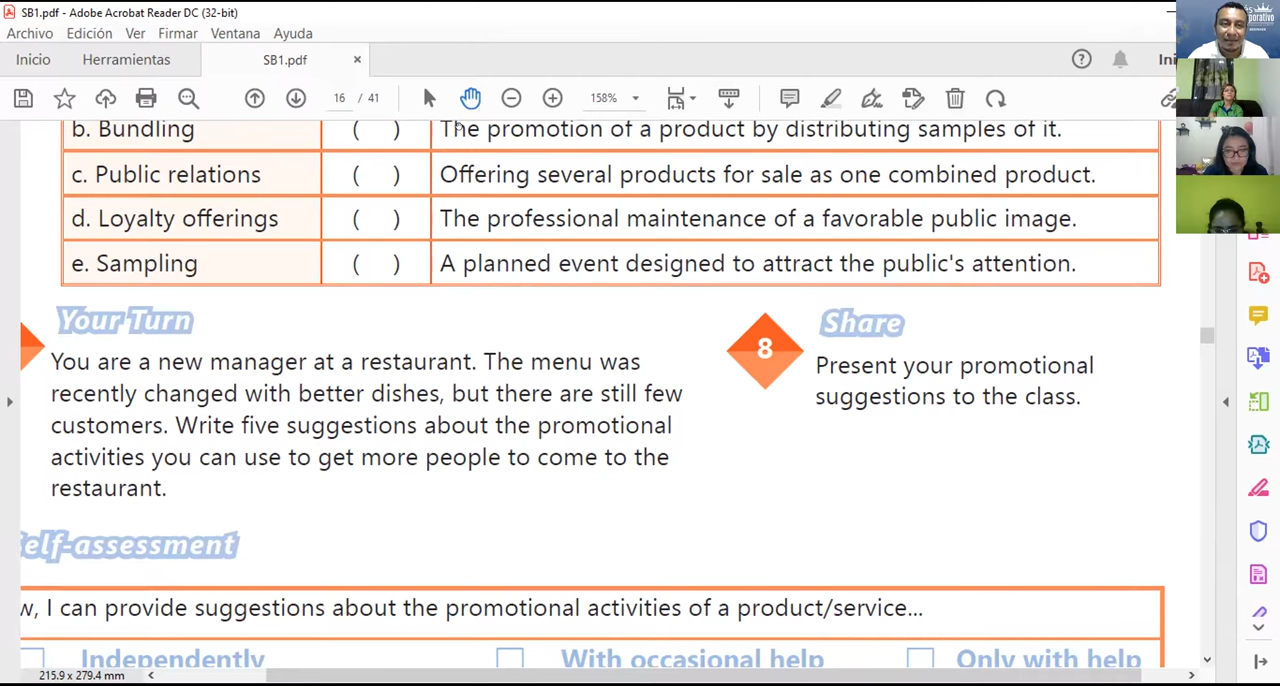 SB1.pdf - Adobe Acrobat Reader DC (32-bit)
Archivo Edición Ver Firmar Ventana Ayuda
Inicio Herramientas SB1.pdf ×
16 / 41 158%
b. Bundling ( ) The promotion of a product by distributing samples of it.
c. Public relations ( ) Offering several products for sale as one combined product.
d. Loyalty offerings ( ) The professional maintenance of a favorable public image.
e. Sampling ( ) A planned event designed to attract the public's attention.
Your Turn
You are a new manager at a restaurant. The menu was
recently changed with better dishes, but there are still few
customers. Write five suggestions about the promotional
activities you can use to get more people to come to the
restaurant.
8
Share
Present your promotional
suggestions to the class.
elf-assessment
w, I can provide suggestions about the promotional activities of a product/service...
Independently With occasional help Only with help
215.9 x 279.4 mm